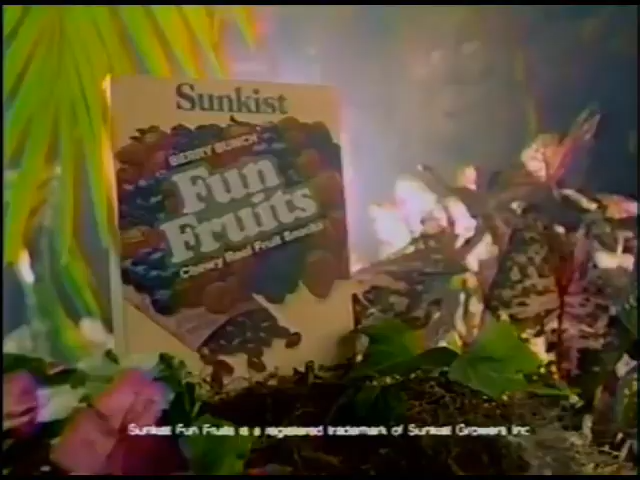 Sunkist
BERRY BUNCH
Fun
Fruits
Chewy Real Fruit Snacks
Sunkist Fun Fruits is a registered trademark of Sunkist Growers Inc